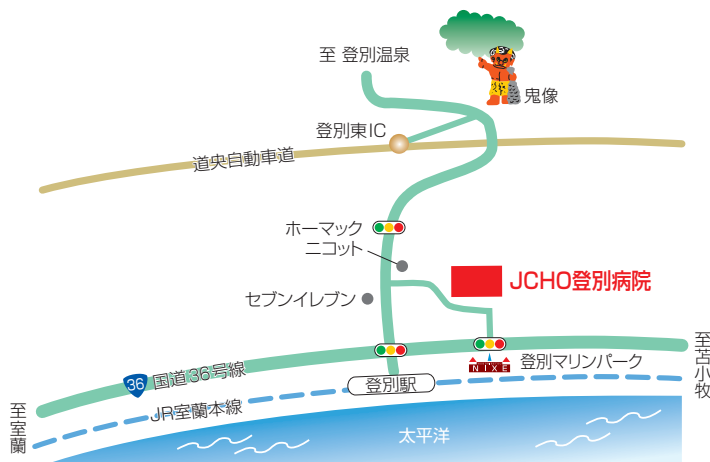 至 登別温泉
鬼像
登別東IC
道央自動車道
ホーマック
ニコット
JCHO登別病院
セブンイレブン
至苫小牧
NIXE
登別マリンパーク
36
国道36号線
登別駅
至室蘭
JR室蘭本線
太平洋